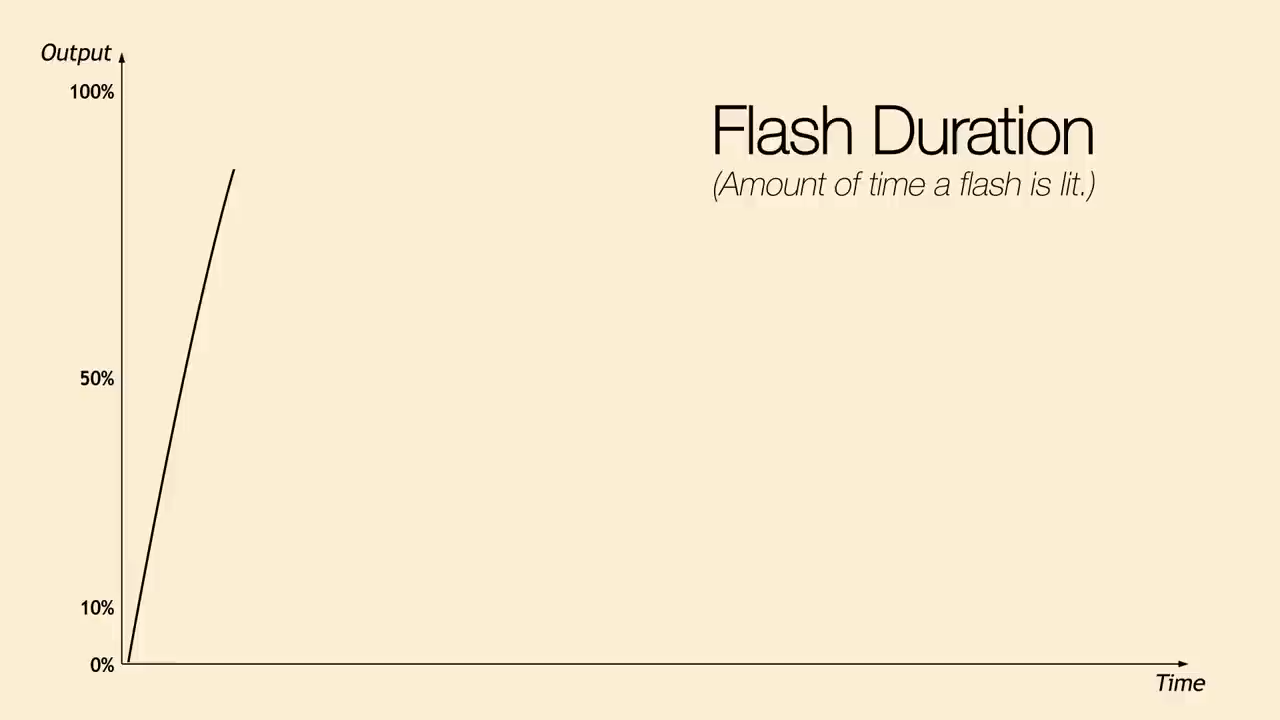 Output
100%
Flash Duration
(Amount of time a flash is lit.)
50%
10%
0%
Time